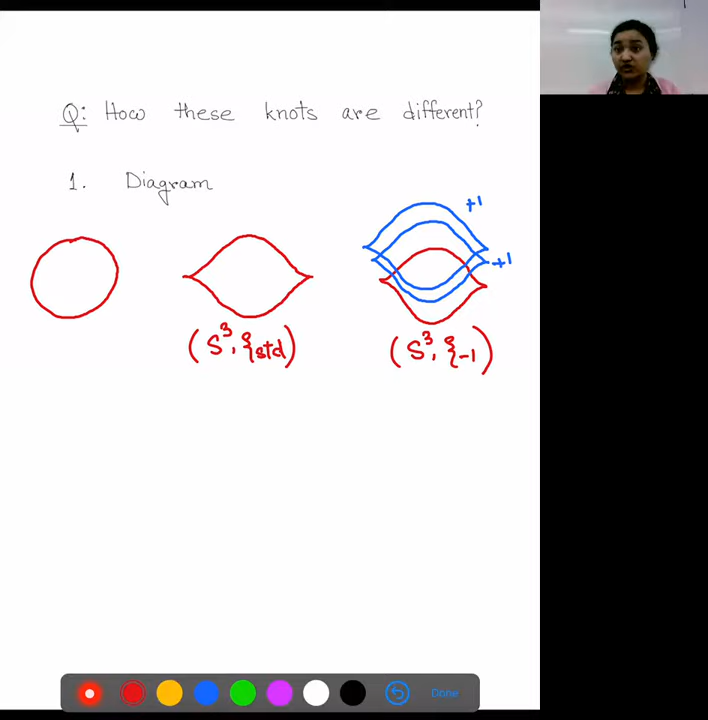 Q: How these knots are different?
1. Diagram
+1
+1
(S³, ξstd)
(S³, ξ-1)
Done